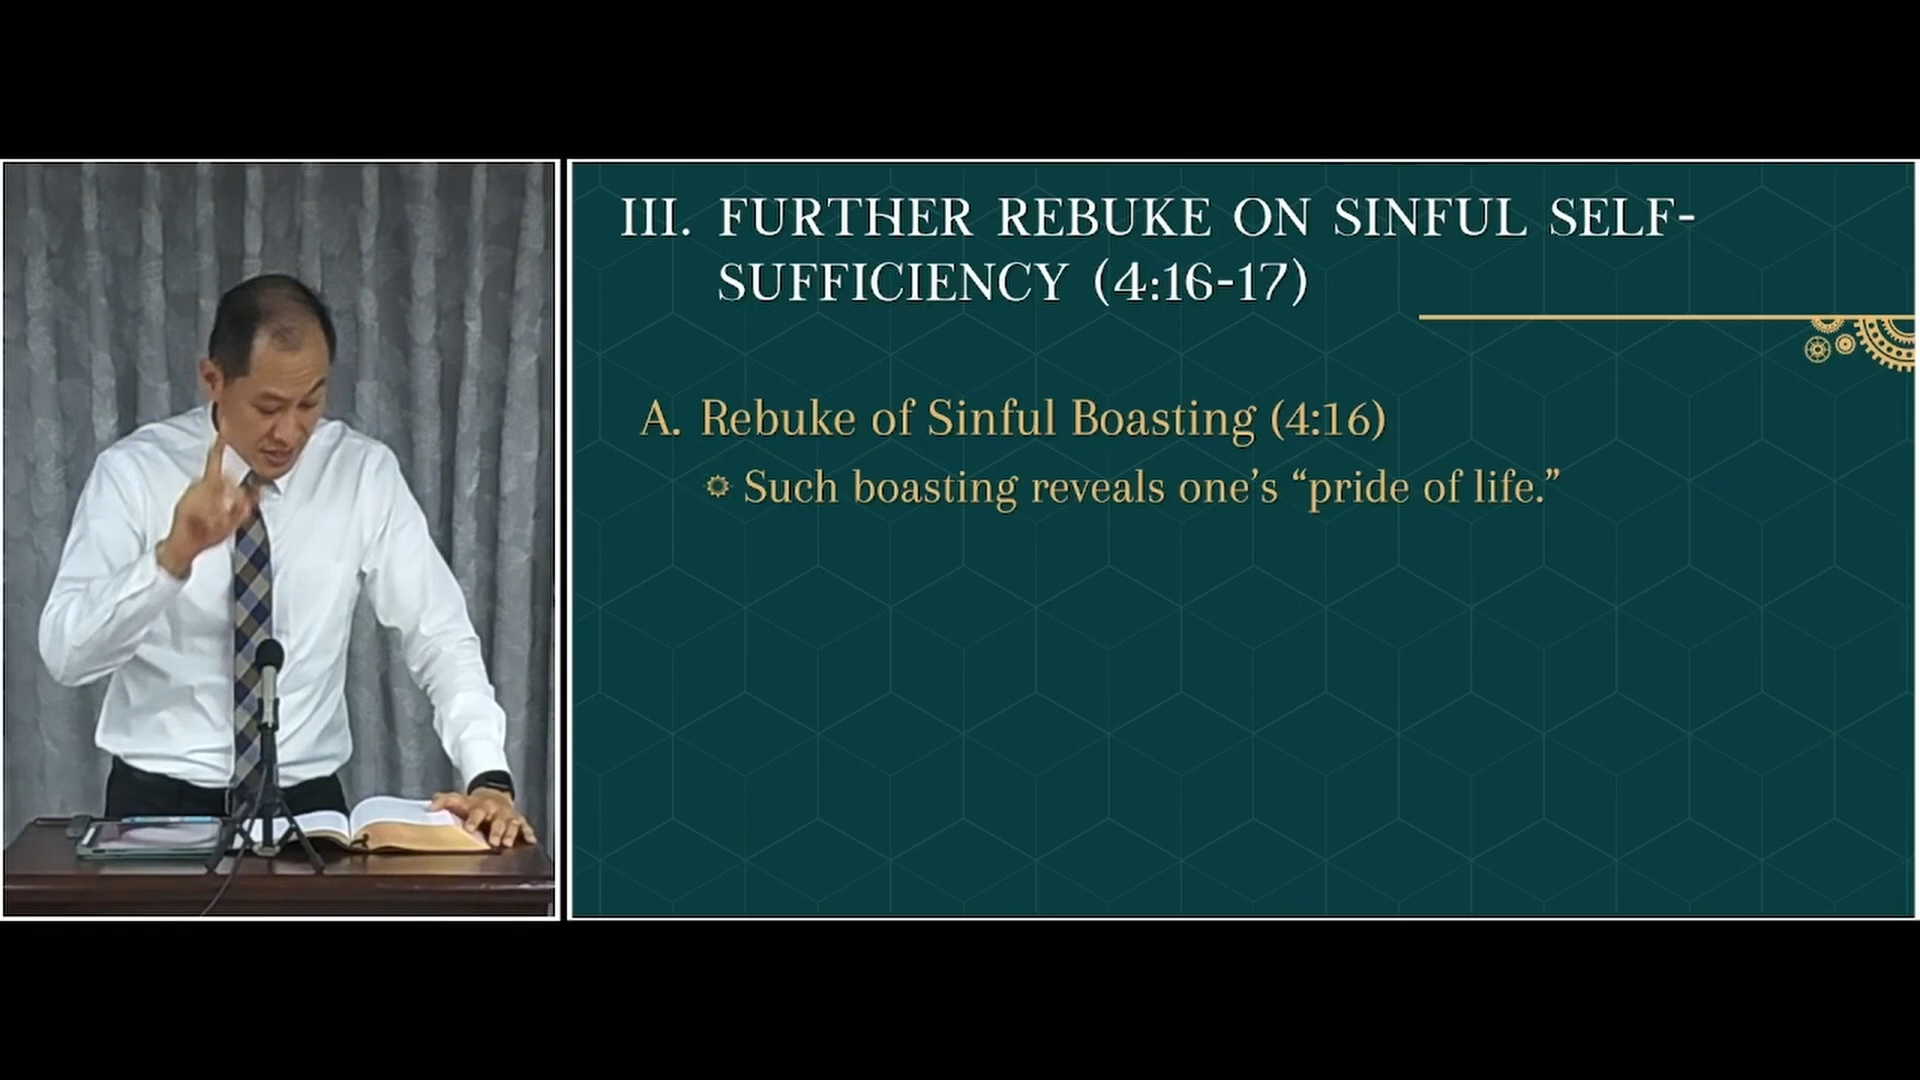 III. FURTHER REBUKE ON SINFUL SELF-
SUFFICIENCY (4:16-17)
A. Rebuke of Sinful Boasting (4:16)
Such boasting reveals one’s “pride of life.”